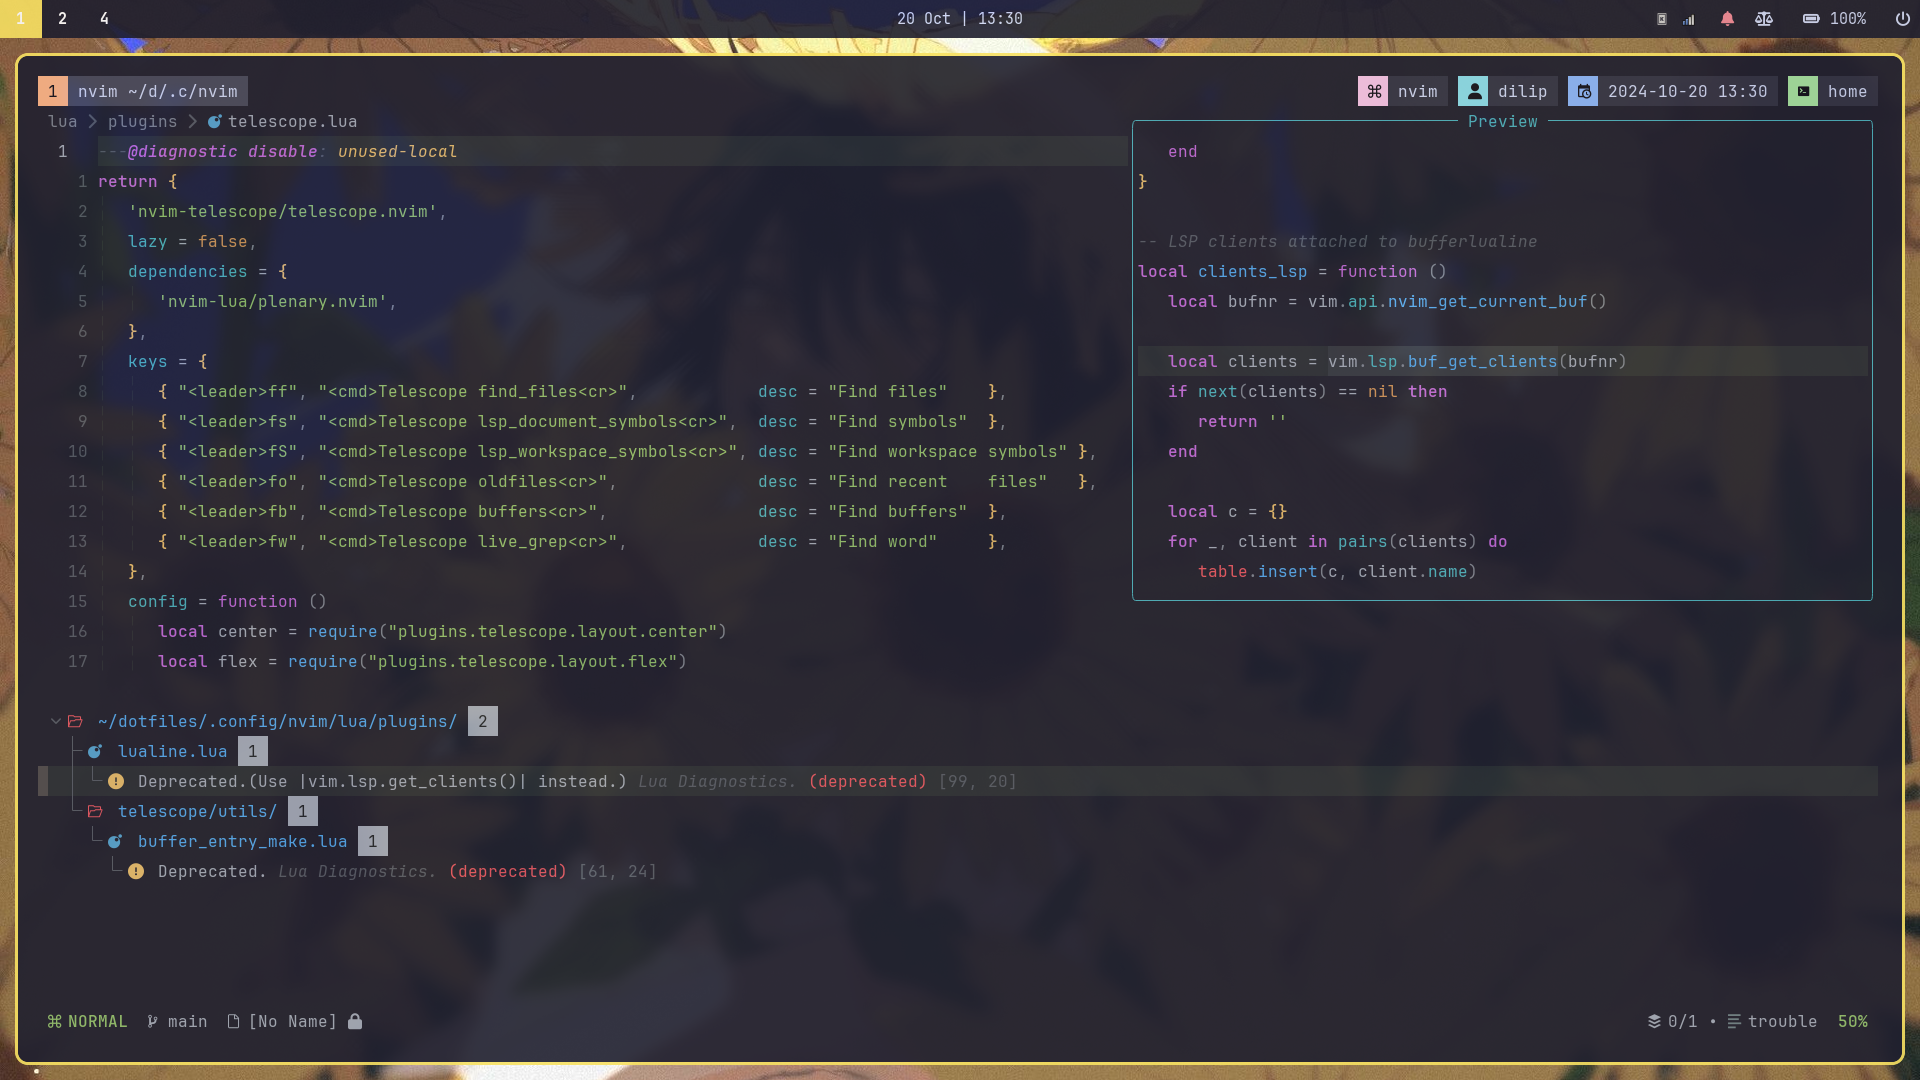 1 2 4 20 Oct | 13:30 100%
1 nvim ~/d/.c/nvim nvim dilip 2024-10-20 13:30 home
lua > plugins > telescope.lua
1 ---@diagnostic disable: unused-local
1 return {
2 'nvim-telescope/telescope.nvim',
3 lazy = false,
4 dependencies = {
5 'nvim-lua/plenary.nvim',
6 },
7 keys = {
8 { "<leader>ff", "<cmd>Telescope find_files<cr>", desc = "Find files" },
9 { "<leader>fs", "<cmd>Telescope lsp_document_symbols<cr>", desc = "Find symbols" },
10 { "<leader>fS", "<cmd>Telescope lsp_workspace_symbols<cr>", desc = "Find workspace symbols" },
11 { "<leader>fo", "<cmd>Telescope oldfiles<cr>", desc = "Find recent files" },
12 { "<leader>fb", "<cmd>Telescope buffers<cr>", desc = "Find buffers" },
13 { "<leader>fw", "<cmd>Telescope live_grep<cr>", desc = "Find word" },
14 },
15 config = function ()
16 local center = require("plugins.telescope.layout.center")
17 local flex = require("plugins.telescope.layout.flex")
Preview
end
}
-- LSP clients attached to bufferlualine
local clients_lsp = function ()
local bufnr = vim.api.nvim_get_current_buf()
local clients = vim.lsp.buf_get_clients(bufnr)
if next(clients) == nil then
return ''
end
local c = {}
for _, client in pairs(clients) do
table.insert(c, client.name)
~/dotfiles/.config/nvim/lua/plugins/ 2
lualine.lua 1
Deprecated.(Use |vim.lsp.get_clients()| instead.) Lua Diagnostics. (deprecated) [99, 20]
telescope/utils/ 1
buffer_entry_make.lua 1
Deprecated. Lua Diagnostics. (deprecated) [61, 24]
NORMAL main [No Name] 0/1 • trouble 50%